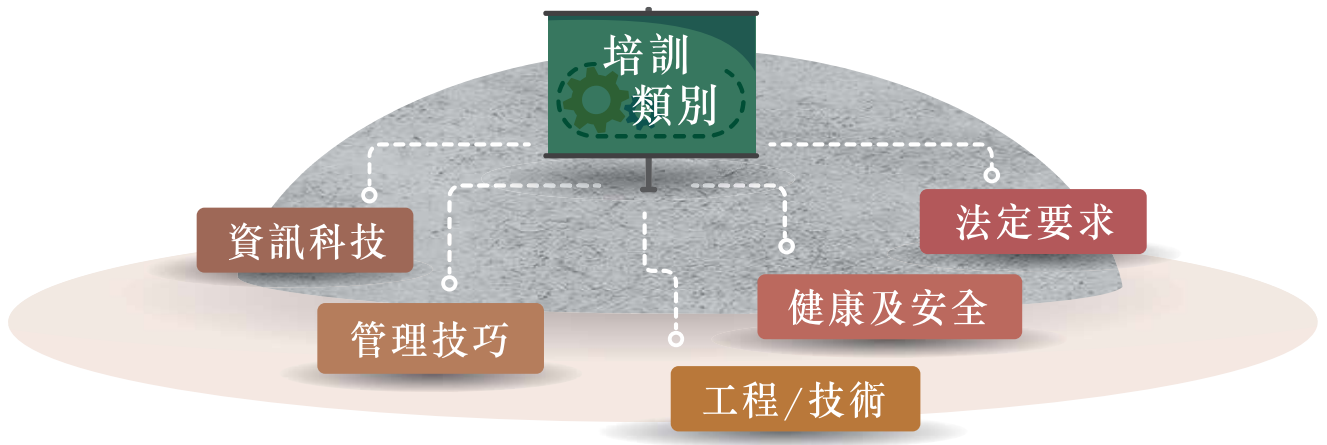 培訓
類別
資訊科技
管理技巧
工程/技術
健康及安全
法定要求